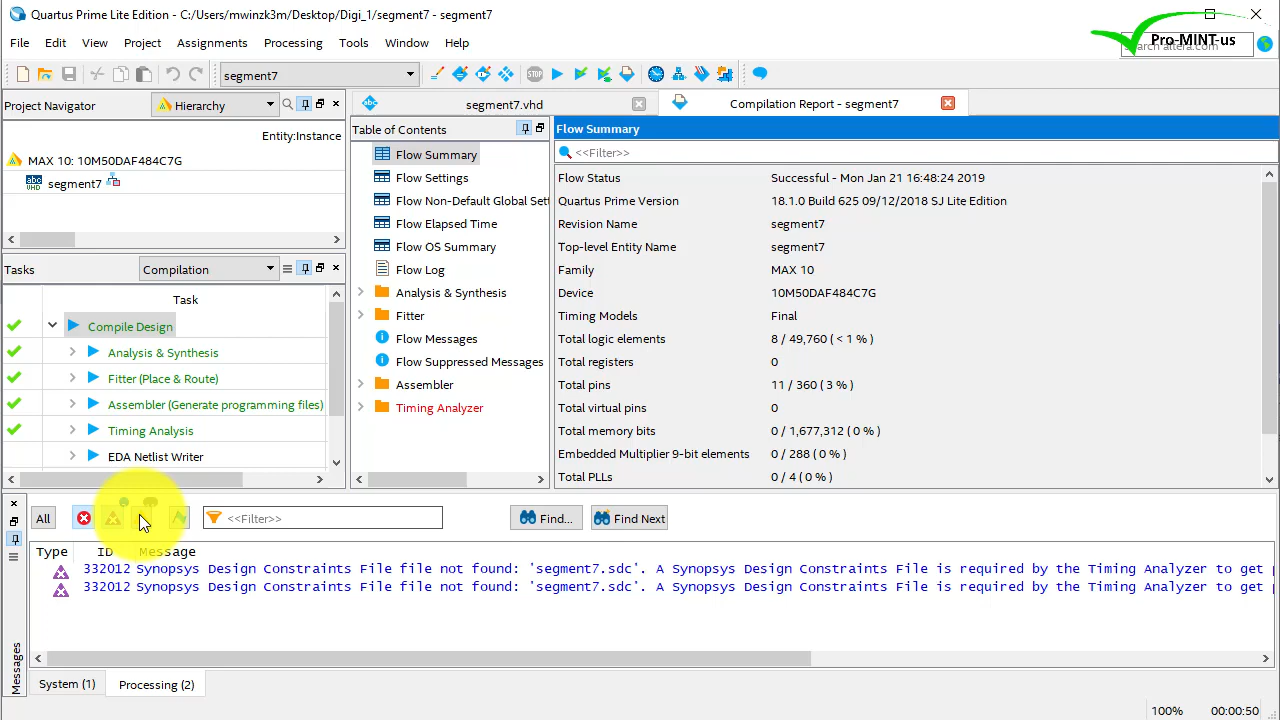 Quartus Prime Lite Edition - C:/Users/mwinzk3m/Desktop/Digi_1/segment7 - segment7
File Edit View Project Assignments Processing Tools Window Help
Pro-MINT-us
search altera.com
segment7
Project Navigator
Hierarchy
Entity:Instance
MAX 10: 10M50DAF484C7G
abc
VHD
segment7
Tasks
Compilation
Task
Compile Design
Analysis & Synthesis
Fitter (Place & Route)
Assembler (Generate programming files)
Timing Analysis
EDA Netlist Writer
abc
segment7.vhd
Compilation Report - segment7
Table of Contents
Flow Summary
Flow Settings
Flow Non-Default Global Sett
Flow Elapsed Time
Flow OS Summary
Flow Log
Analysis & Synthesis
Fitter
Flow Messages
Flow Suppressed Messages
Assembler
Timing Analyzer
Flow Summary
<<Filter>>
Flow Status Successful - Mon Jan 21 16:48:24 2019
Quartus Prime Version 18.1.0 Build 625 09/12/2018 SJ Lite Edition
Revision Name segment7
Top-level Entity Name segment7
Family MAX 10
Device 10M50DAF484C7G
Timing Models Final
Total logic elements 8 / 49,760 ( < 1 % )
Total registers 0
Total pins 11 / 360 ( 3 % )
Total virtual pins 0
Total memory bits 0 / 1,677,312 ( 0 % )
Embedded Multiplier 9-bit elements 0 / 288 ( 0 % )
Total PLLs 0 / 4 ( 0 % )
All
<<Filter>>
Find...
Find Next
Type ID Message
332012 Synopsys Design Constraints File file not found: 'segment7.sdc'. A Synopsys Design Constraints File is required by the Timing Analyzer to get
332012 Synopsys Design Constraints File file not found: 'segment7.sdc'. A Synopsys Design Constraints File is required by the Timing Analyzer to get
Messages
System (1)
Processing (2)
100% 00:00:50